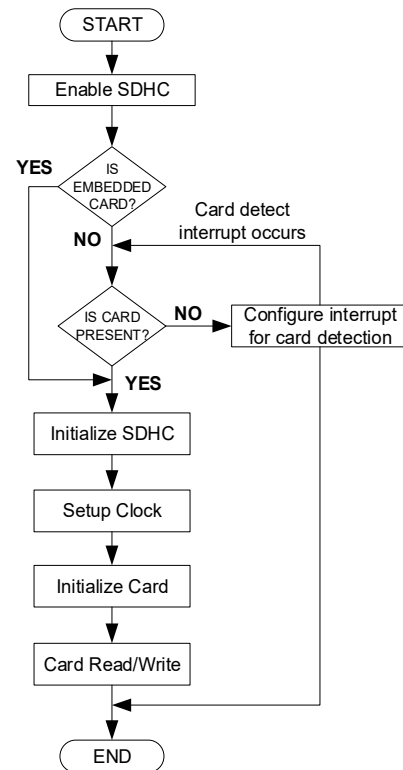 START
Enable SDHC
IS
EMBEDDED
CARD?
YES
NO
Card detect
interrupt occurs
IS CARD
PRESENT?
NO
Configure interrupt
for card detection
YES
Initialize SDHC
Setup Clock
Initialize Card
Card Read/Write
END